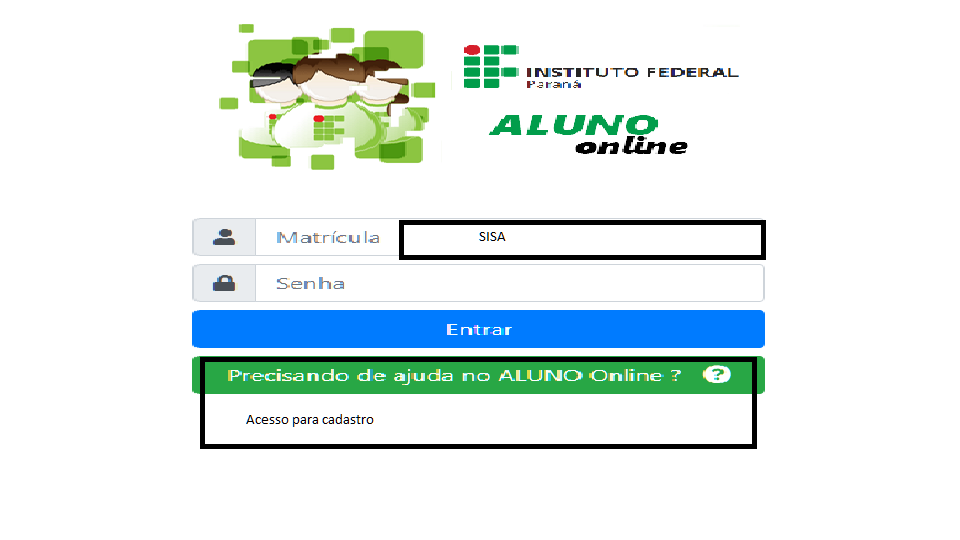 INSTITUTO FEDERAL
Paraná
ALUNO
online
Matrícula
SISA
Senha
Entrar
Precisando de ajuda no ALUNO Online ? ?
Acesso para cadastro